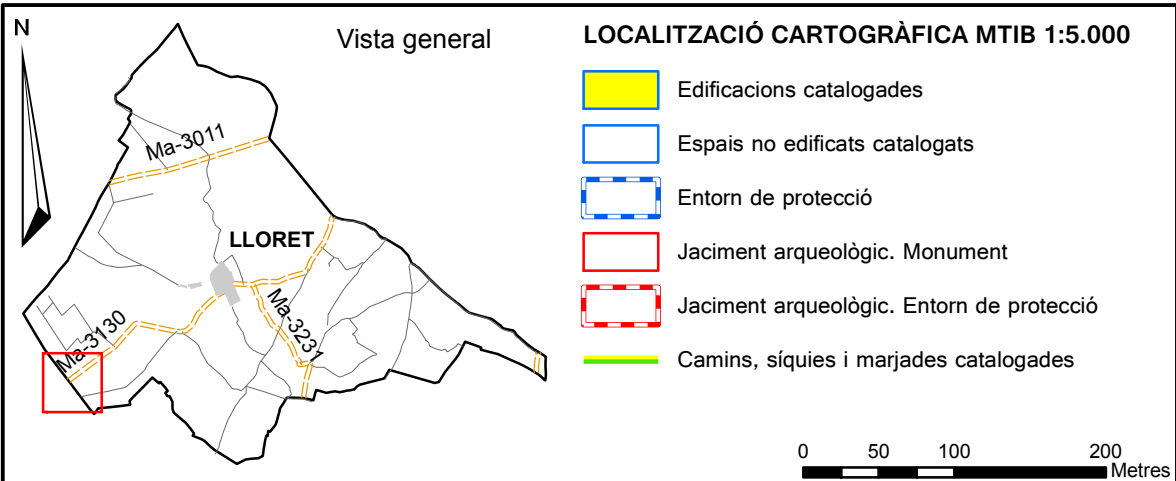 N
Vista general
Ma-3011
LLORET
Ma-3130
Ma-3231
LOCALITZACIÓ CARTOGRÀFICA MTIB 1:5.000
Edificacions catalogades
Espais no edificats catalogats
Entorn de protecció
Jaciment arqueològic. Monument
Jaciment arqueològic. Entorn de protecció
Camins, síquies i marjades catalogades
0 50 100 200
Metres